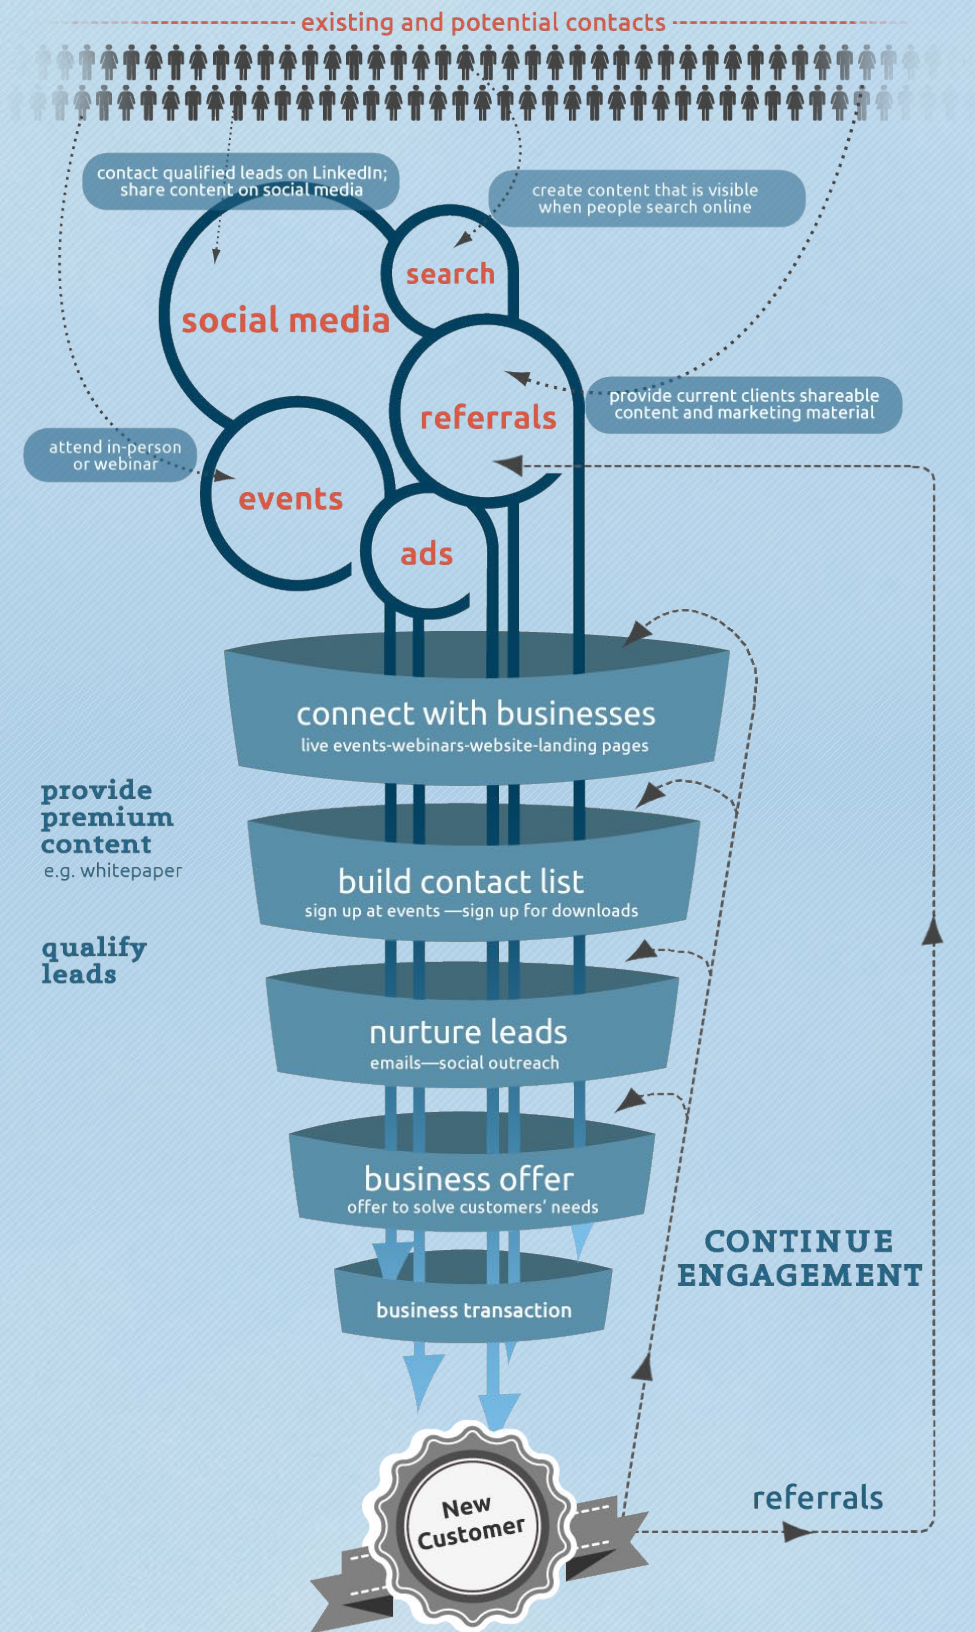 existing and potential contacts
contact qualified leads on LinkedIn;
share content on social media
create content that is visible
when people search online
search
social media
provide current clients shareable
content and marketing material
referrals
attend in-person
or webinar
events
ads
connect with businesses
live events-webinars-website-landing pages
provide
premium
content
e.g. whitepaper
build contact list
sign up at events —sign up for downloads
qualify
leads
nurture leads
emails—social outreach
business offer
offer to solve customers' needs
CONTINUE
ENGAGEMENT
business transaction
New
Customer
referrals